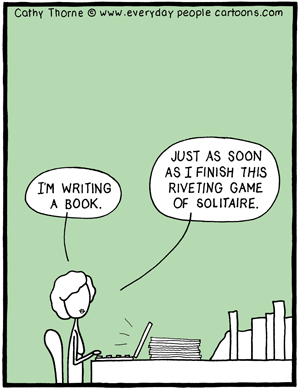 Cathy Thorne © www.everyday people cartoons.com
I'M WRITING
A BOOK.
JUST AS SOON
AS I FINISH THIS
RIVETING GAME
OF SOLITAIRE.